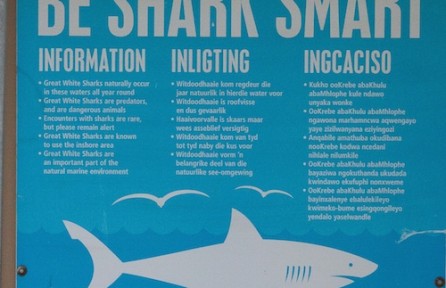 BE SHARK SMART
INFORMATION
• Great White Sharks naturally occur
in these waters all year round
• Great White Sharks are predators,
and are dangerous animals
• Encounters with sharks are rare,
but please remain alert
• Great White Sharks are known
to use the inshore area
• Great White Sharks are
an important part of the
natural marine environment
INLIGTING
• Witdoodhaaie kom regdeur die
jaar natuurlik in hierdie water voor
• Witdoodhaaie is roofvisse
en dus gevaarlik
• Haaivoorvalle is skaars maar
wees asseblief versigtig
• Witdoodhaaie kom van tyd
tot tyd naby die kus voor
• Witdoodhaaie vorm 'n
belangrike deel van die
natuurlike see-omgewing
INGCACISO
• Kukho ooKrebe abaKhulu
abaMhlophe kule ndawo
unyaka wonke
• OoKrebe abaKhulu abaMhlophe
ngawona marhamncwa aqwengayo
yaye zizilwanyana eziyingozi
• Anqabile amathuba okudibana
nooKrebe kodwa ncedani
nihlale nilumkile
• OoKrebe abaKhulu abaMhlophe
bayaziwa ngokuthanda ukudada
kwindawo ekufuphi nonxweme
• OoKrebe abaKhulu abaMhlophe
bayinxalenye ebalulekileyo
yendalo yaselwandle